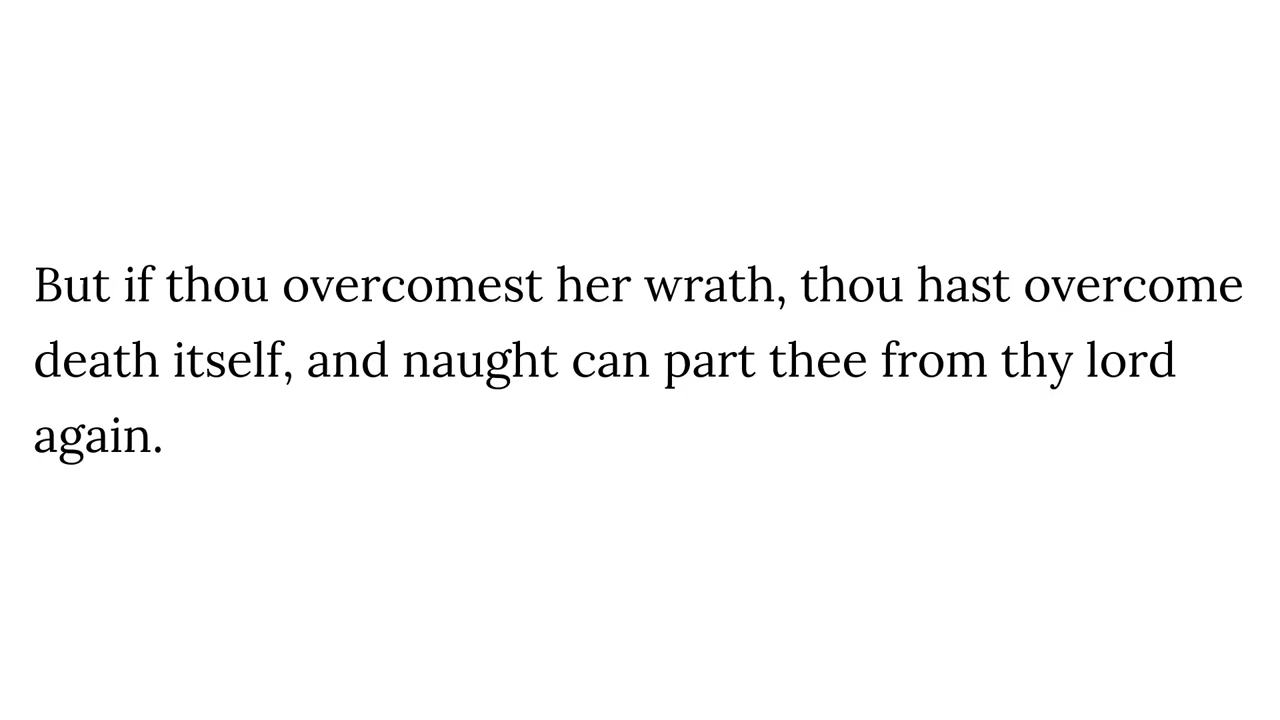 But if thou overcomest her wrath, thou hast overcome
death itself, and naught can part thee from thy lord
again.